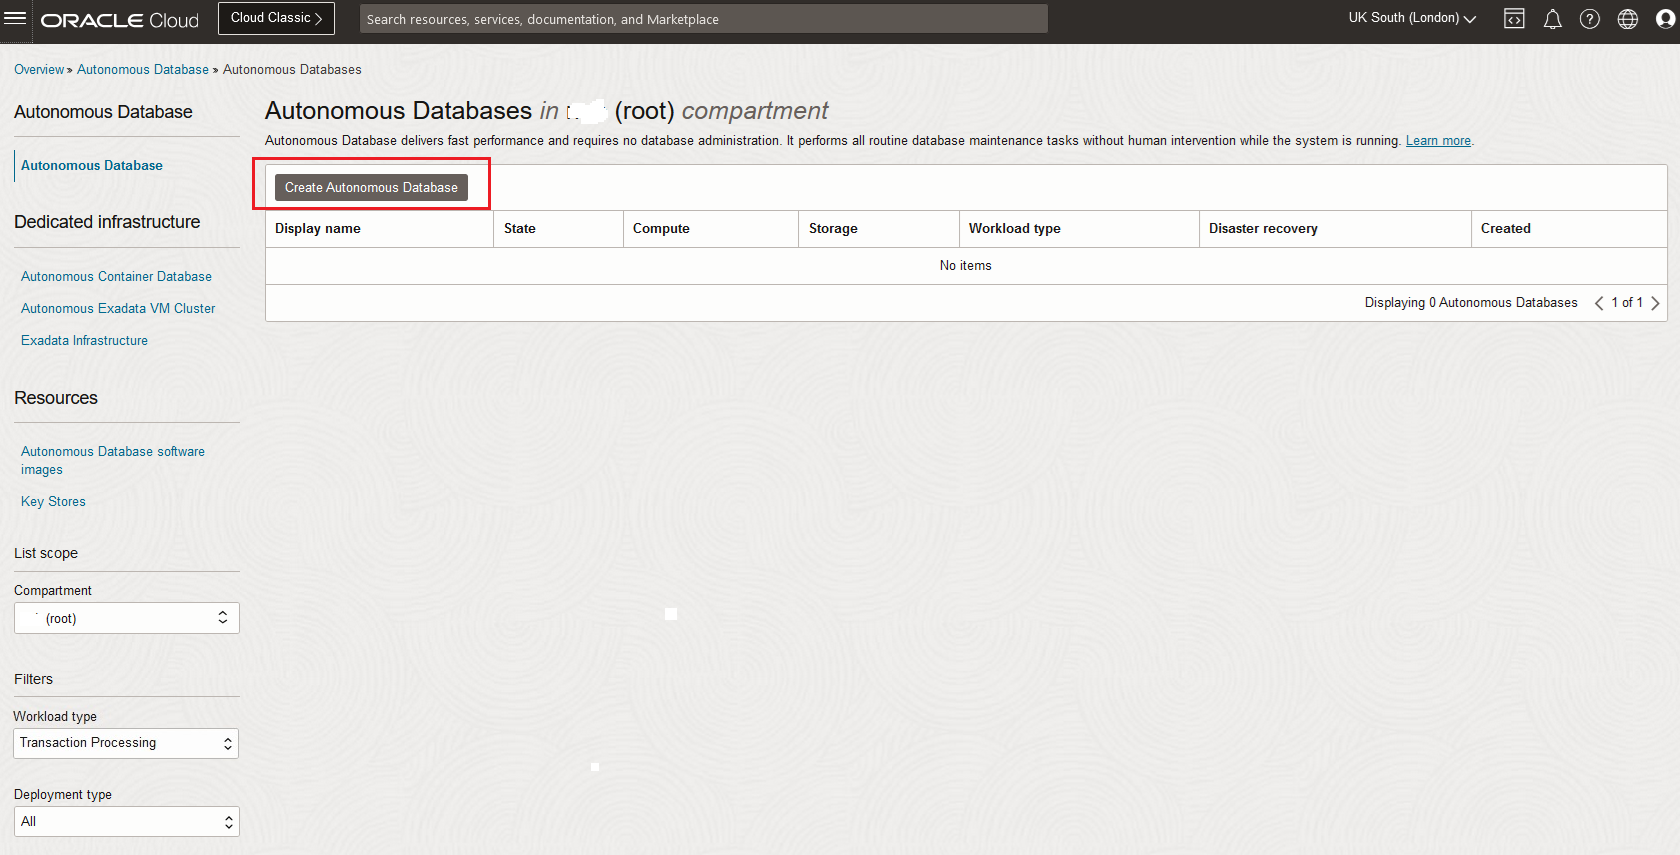 ORACLE Cloud
Cloud Classic >
Search resources, services, documentation, and Marketplace
UK South (London)
Overview » Autonomous Database » Autonomous Databases
Autonomous Database
Autonomous Database
Dedicated infrastructure
Autonomous Container Database
Autonomous Exadata VM Cluster
Exadata Infrastructure
Resources
Autonomous Database software
images
Key Stores
List scope
Compartment
(root)
Filters
Workload type
Transaction Processing
Deployment type
All
Autonomous Databases in (root) compartment
Autonomous Database delivers fast performance and requires no database administration. It performs all routine database maintenance tasks without human intervention while the system is running. Learn more.
Create Autonomous Database
Display name State Compute Storage Workload type Disaster recovery Created
No items
Displaying 0 Autonomous Databases < 1 of 1 >